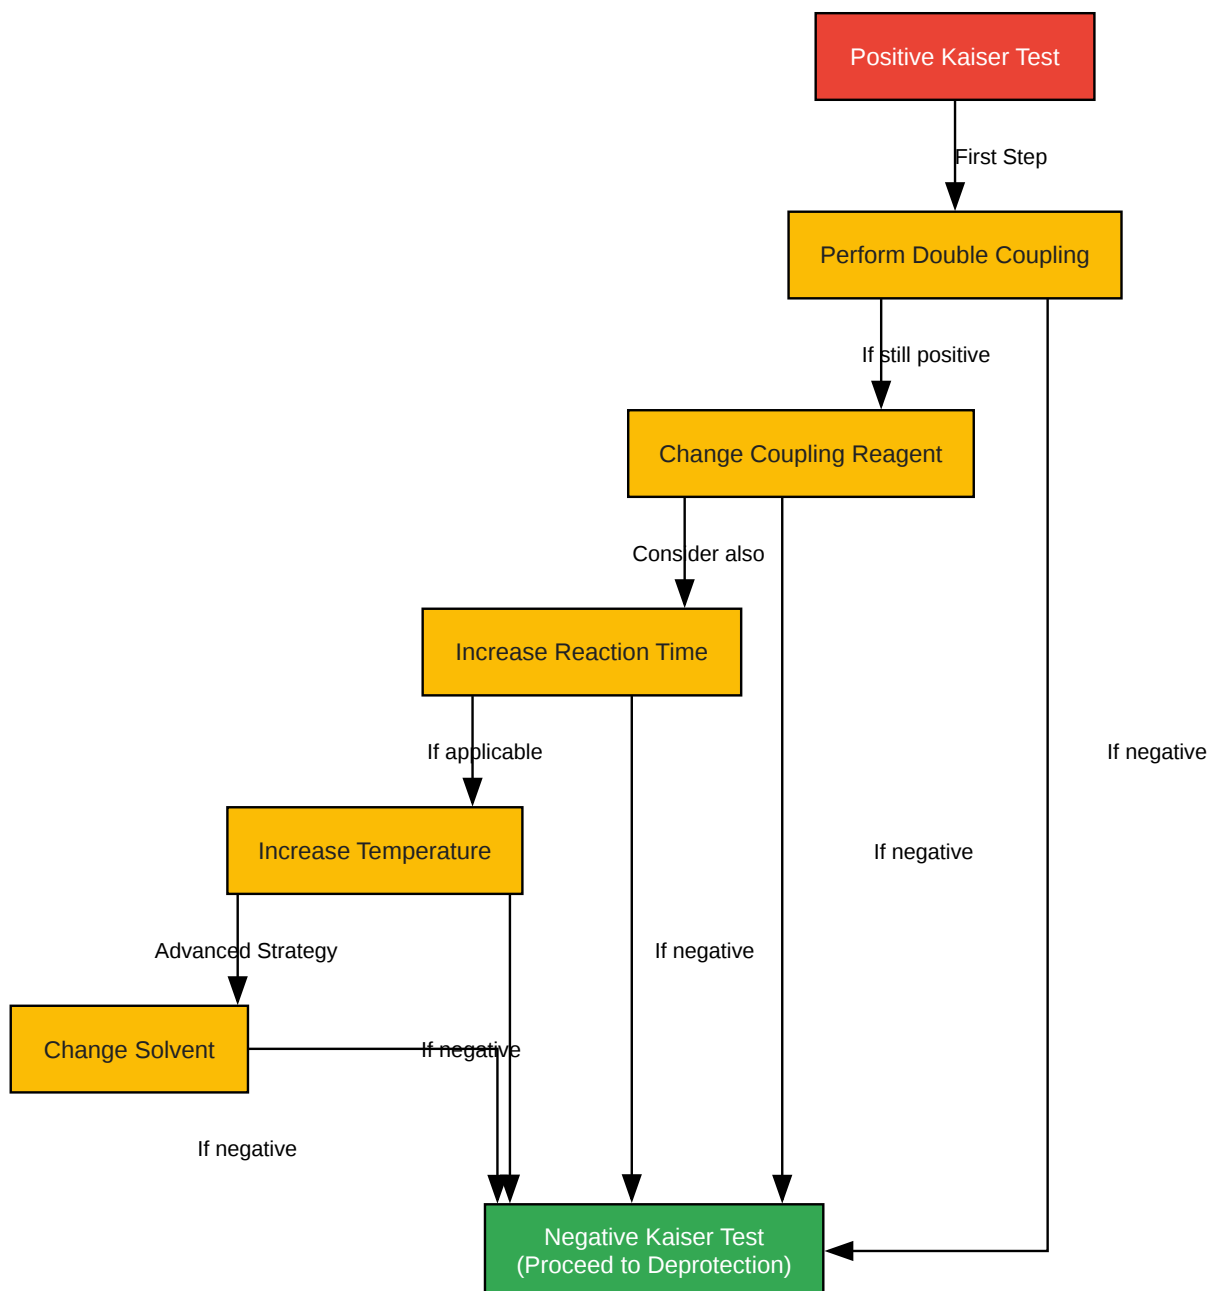 Positive Kaiser Test
First Step
Perform Double Coupling
If still positive
Change Coupling Reagent
Consider also
Increase Reaction Time
If applicable
If negative
Increase Temperature
If negative
Advanced Strategy
If negative
Change Solvent
If negative
If negative
Negative Kaiser Test
(Proceed to Deprotection)